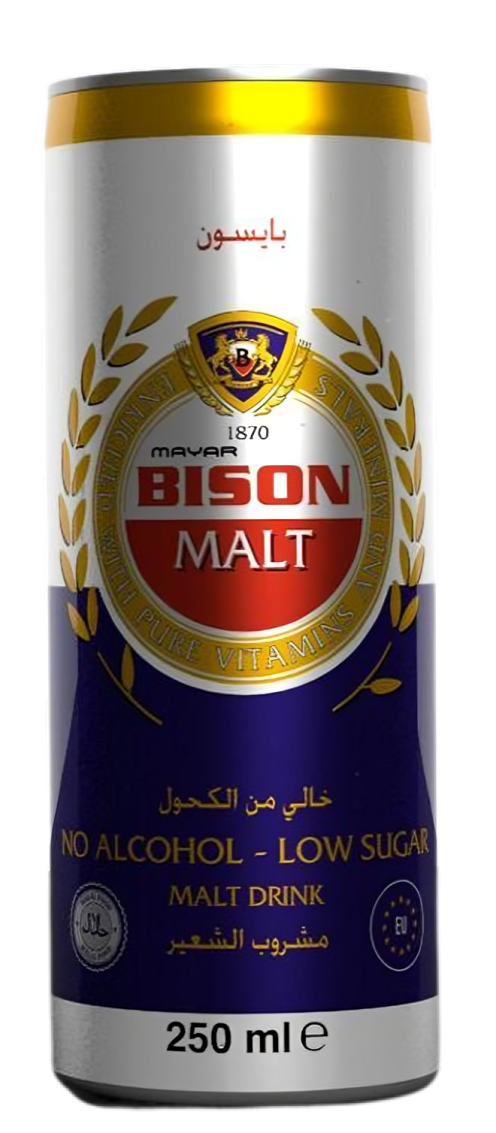 بايسون
B
1870
MAYAR
BISON
MALT
ENRICHED WITH PURE VITAMINS AND MINERALS
خالي من الكحول
NO ALCOHOL - LOW SUGAR
MALT DRINK
مشروب الشعير
حلال
EU
250 ml e